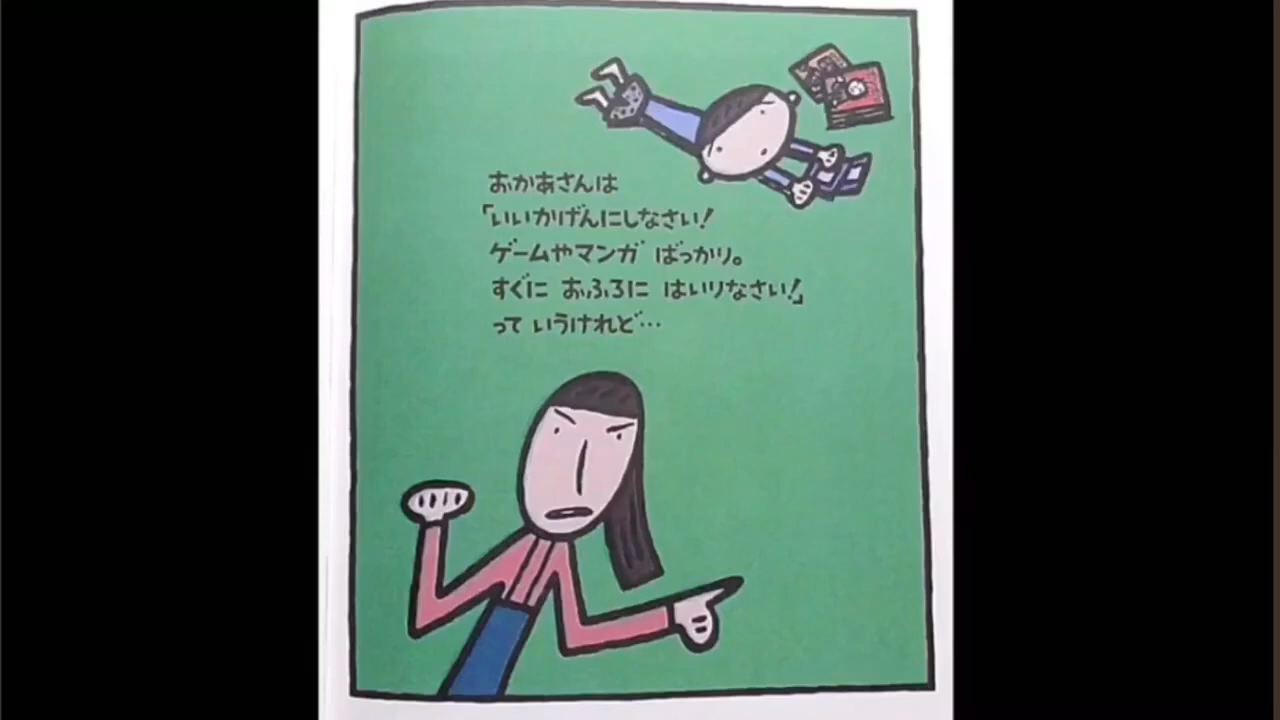 おかあさんは
「いいかげんにしなさい!
ゲームやマンガ ばっかり。
すぐに おふろに はいりなさい!」
って いうけれど…